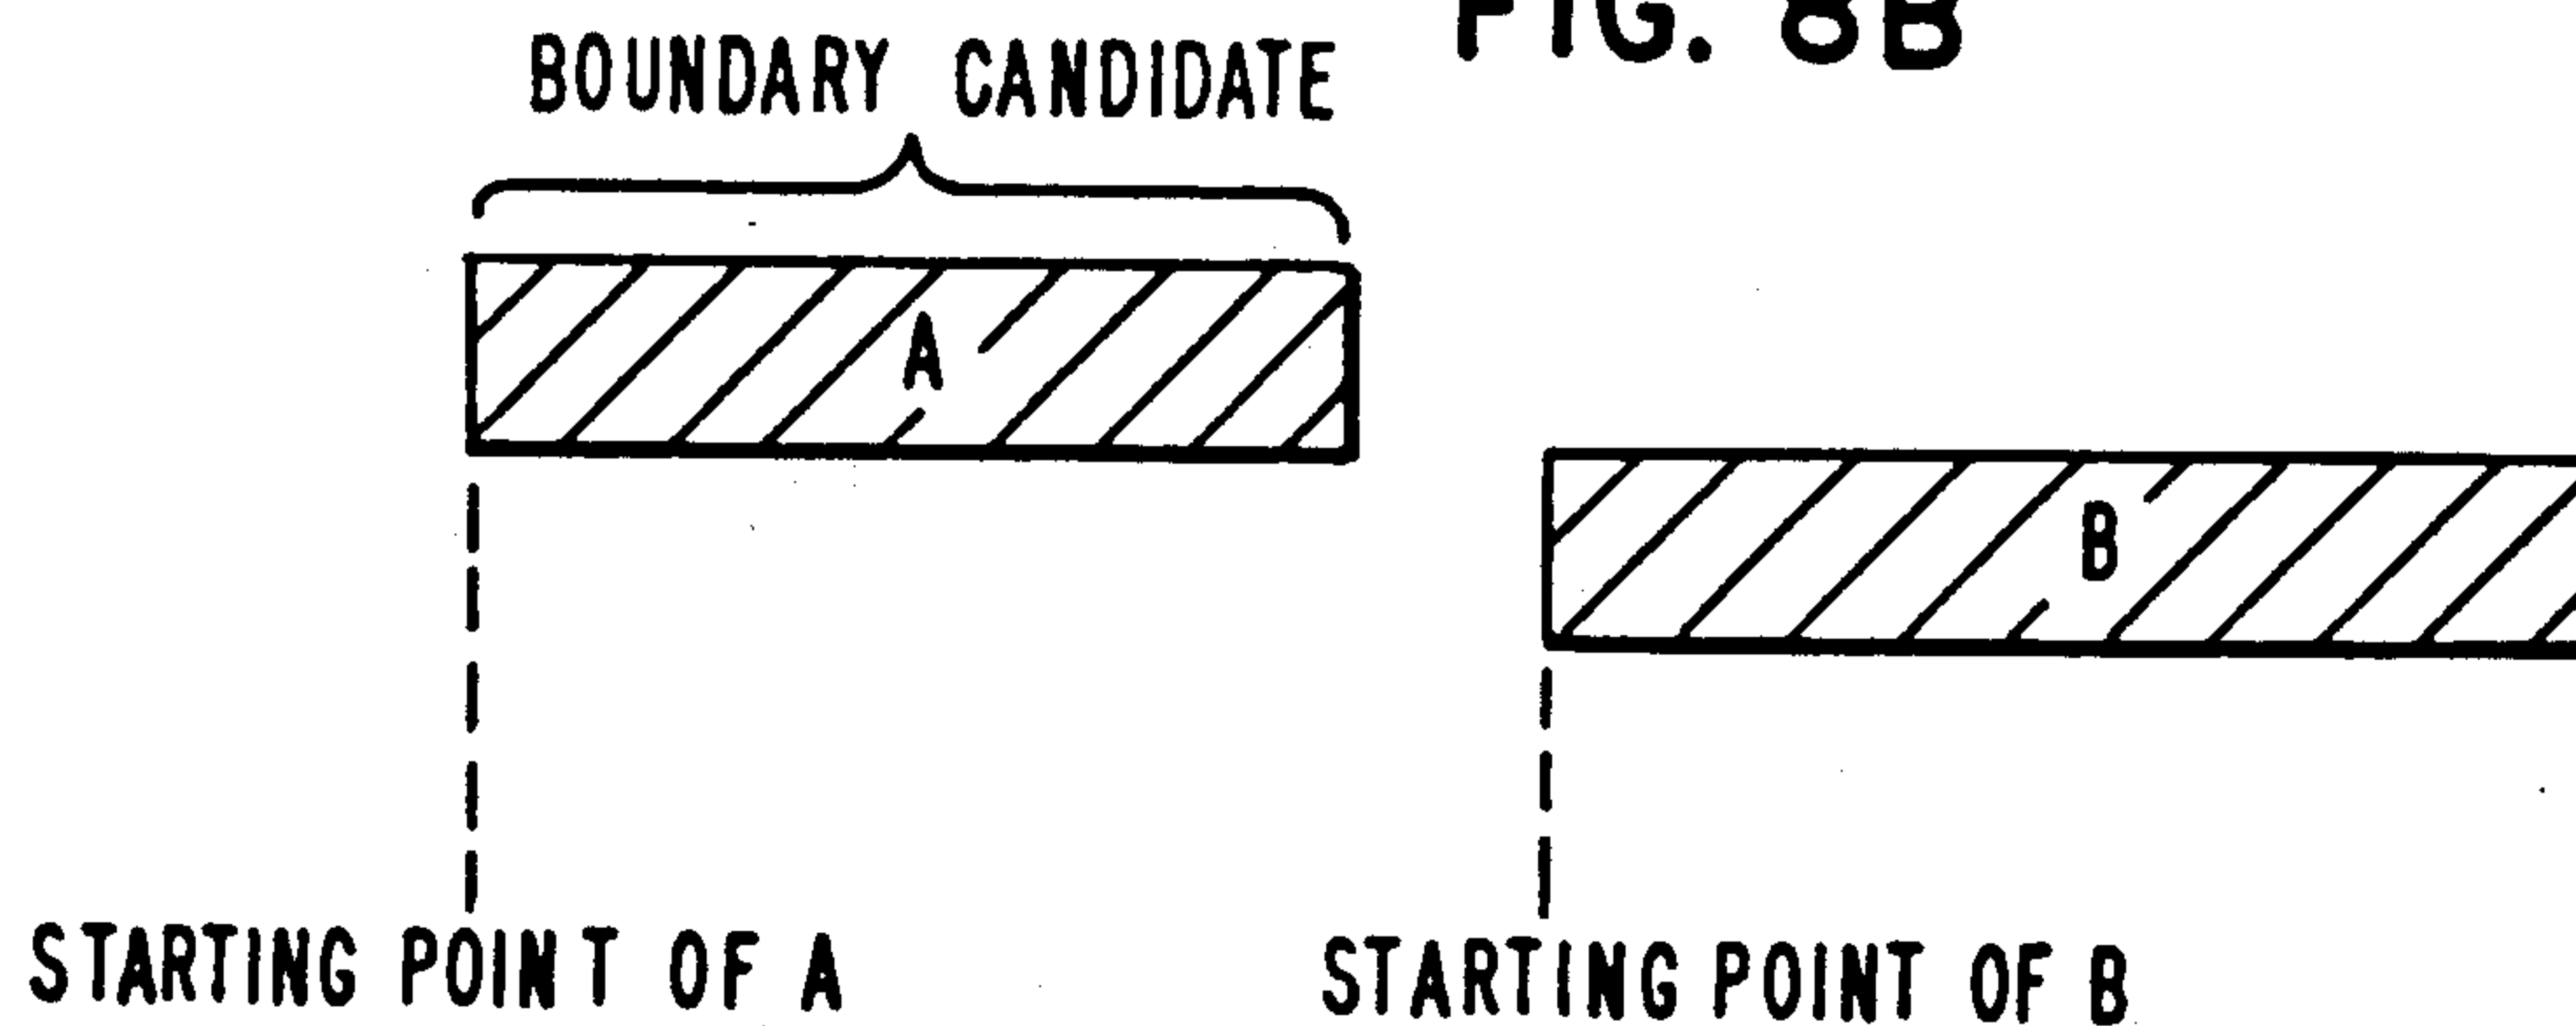 FIG. 8B
BOUNDARY CANDIDATE
A
B
STARTING POINT OF A
STARTING POINT OF B